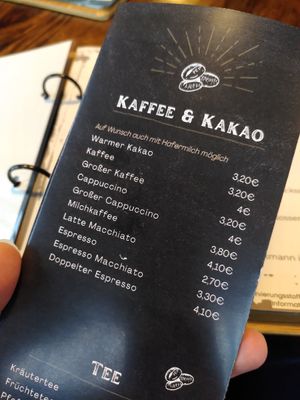 KAFFEE & KAKAO
Auf Wunsch auch mit Hafermilch möglich
Warmer Kakao 3,20€
Kaffee 3,20€
Großer Kaffee 4€
Cappuccino 3,20€
Großer Cappuccino 4€
Milchkaffee 3,80€
Latte Macchiato 4,10€
Espresso 2,70€
Espresso Macchiato 3,30€
Doppelter Espresso 4,10€
TEE
Kräutertee